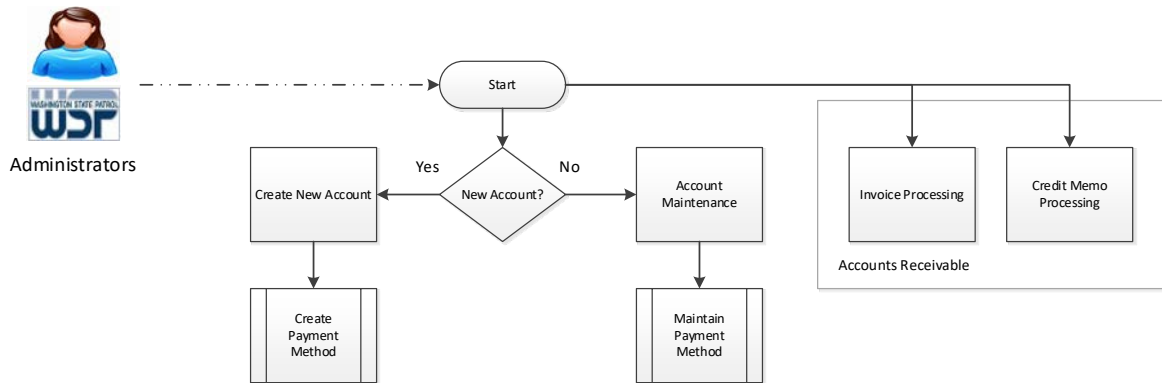 WASHINGTON STATE PATROL
WSP
Administrators
Start
Yes
No
Create New Account
New Account?
Account
Maintenance
Invoice Processing
Credit Memo
Processing
Accounts Receivable
Create
Payment
Method
Maintain
Payment
Method